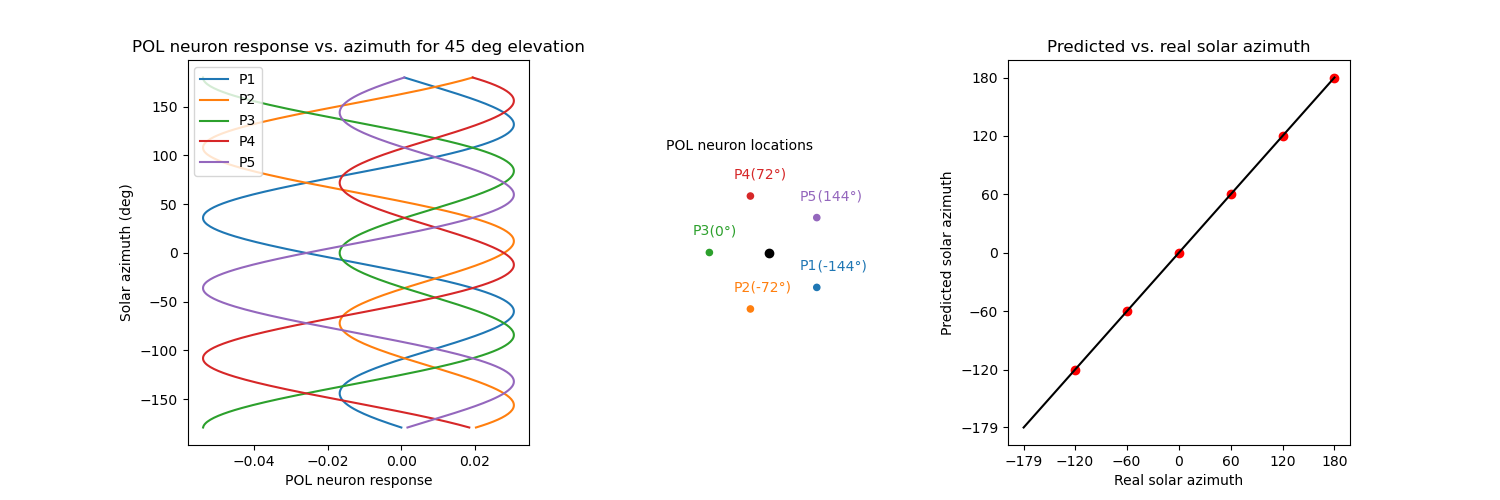 POL neuron response vs. azimuth for 45 deg elevation
P1
P2
P3
P4
P5
150
100
50
0
−50
−100
−150
Solar azimuth (deg)
−0.04
−0.02
0.00
0.02
POL neuron response
POL neuron locations
P4(72°)
P5(144°)
P3(0°)
P1(-144°)
P2(-72°)
Predicted vs. real solar azimuth
180
120
60
0
−60
−120
−179
Predicted solar azimuth
−179
−120
−60
0
60
120
180
Real solar azimuth